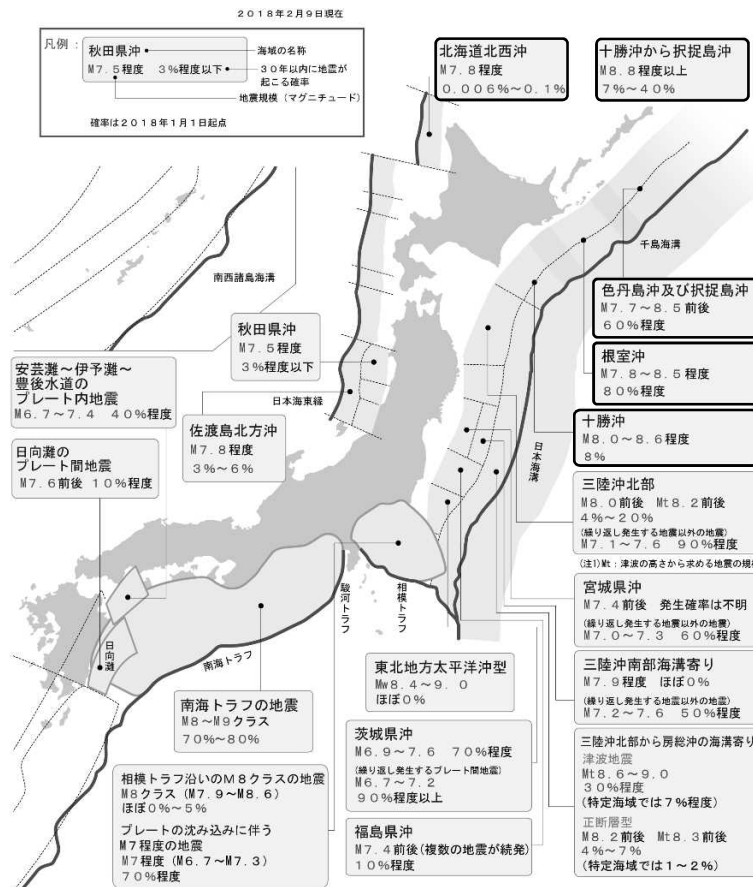 2018年2月9日現在
凡例:
秋田県沖
M7.5程度 3%程度以下
海域の名称
30年以内に地震が
起こる確率
地震規模(マグニチュード)
確率は2018年1月1日起点
北海道北西沖
M7.8程度
0.006%~0.1%
十勝沖から択捉島沖
M8.8程度以上
7%~40%
千島海溝
南西諸島海溝
色丹島沖及び択捉島沖
M7.7~8.5前後
60%程度
秋田県沖
M7.5程度
3%程度以下
根室沖
M7.8~8.5程度
80%程度
安芸灘~伊予灘~
豊後水道の
プレート内地震
M6.7~7.4 40%程度
日本海東縁
佐渡島北方沖
M7.8程度
3%~6%
十勝沖
M8.0~8.6程度
8%
日本海溝
日向灘の
プレート間地震
M7.6前後 10%程度
三陸沖北部
M8.0前後 Mt8.2前後
4%~20%
(繰り返し発生する地震以外の地震)
M7.1~7.6 90%程度
(注1)Mt:津波の高さから求める地震の規模
宮城県沖
M7.4前後 発生確率は不明
(繰り返し発生する地震以外の地震)
M7.0~7.3 60%程度
駿河トラフ
相模トラフ
日向灘
南海トラフ
三陸沖南部海溝寄り
M7.9程度 ほぼ0%
(繰り返し発生する地震以外の地震)
M7.2~7.6 50%程度
東北地方太平洋沖型
Mw8.4~9.0
ほぼ0%
南海トラフの地震
M8~M9クラス
70%~80%
茨城県沖
M6.9~7.6 70%程度
(繰り返し発生するプレート間地震)
M6.7~7.2
90%程度以上
三陸沖北部から房総沖の海溝寄り
津波地震
Mt8.6~9.0
30%程度
(特定海域では7%程度)
正断層型
M8.2前後 Mt8.3前後
4%~7%
(特定海域では1~2%)
相模トラフ沿いのM8クラスの地震
M8クラス (M7.9~M8.6)
ほぼ0%~5%
プレートの沈み込みに伴う
M7程度の地震
M7程度 (M6.7~M7.3)
70%程度
福島県沖
M7.4前後(複数の地震が続発)
10%程度